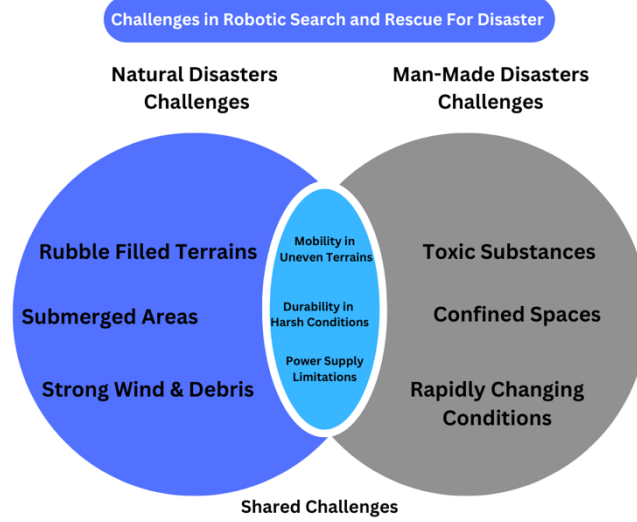 Challenges in Robotic Search and Rescue For Disaster
Natural Disasters
Challenges
Man-Made Disasters
Challenges
Rubble Filled Terrains
Submerged Areas
Strong Wind & Debris
Mobility in
Uneven Terrains
Durability in
Harsh Conditions
Power Supply
Limitations
Toxic Substances
Confined Spaces
Rapidly Changing
Conditions
Shared Challenges